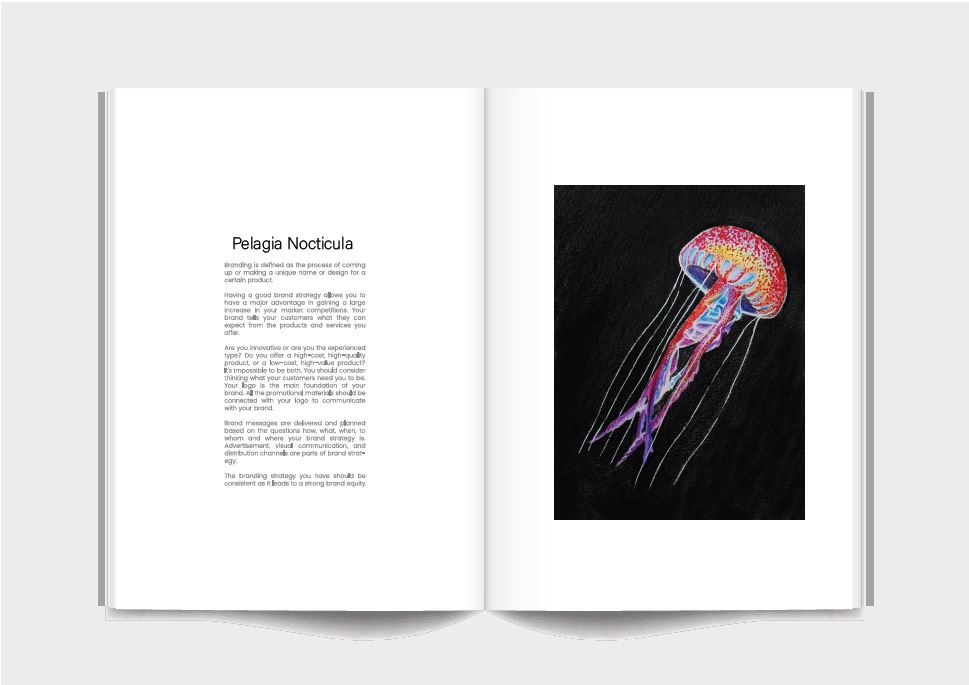 Pelagia Nocticula
Branding is defined as the process of coming
up or making a unique name or design for a
certain product.
Having a good brand strategy allows you to
have a major advantage in gaining a large
increase in your market competitions. Your
brand tells your customers what they can
expect from the products and services you
offer.
Are you innovative or are you the experienced
type? Do you offer a high-cost, high-quality
product, or a low-cost, high-value product?
It's impossible to be both. You should consider
thinking what your customers need you to be.
Your logo is the main foundation of your
brand. All the promotional materials should be
connected with your logo to communicate
with your brand.
Brand messages are delivered and planned
based on the questions how, what, when, to
whom and where your brand strategy is.
Advertisement, visual communication, and
distribution channels are parts of brand strat-
egy.
The branding strategy you have should be
consistent as it leads to a strong brand equity.